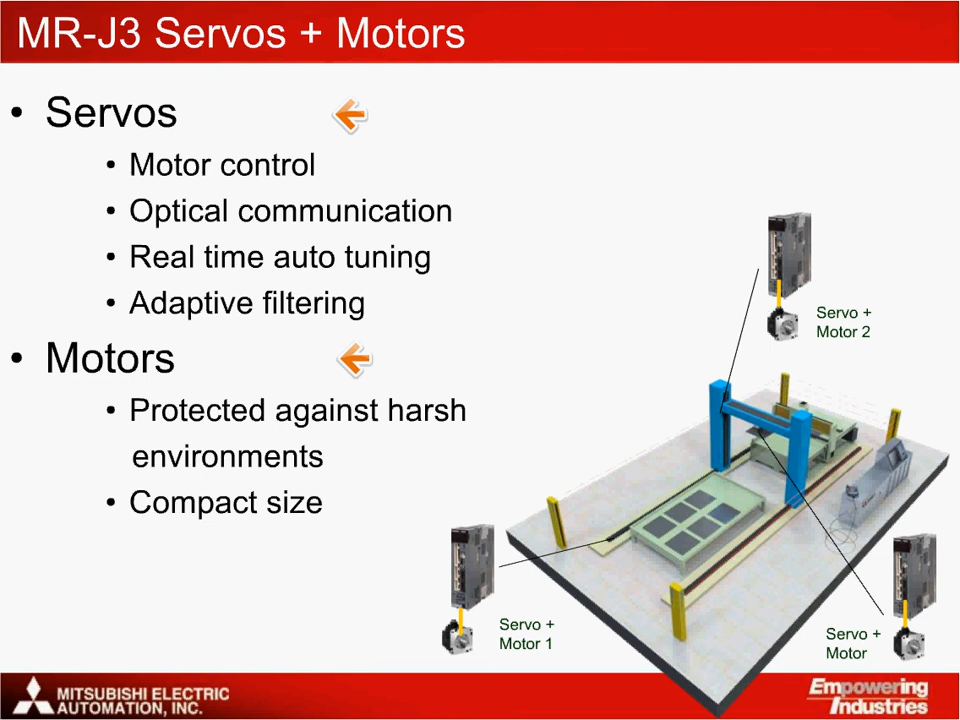 MR-J3 Servos + Motors
• Servos
• Motor control
• Optical communication
• Real time auto tuning
• Adaptive filtering
• Motors
• Protected against harsh
environments
• Compact size
Servo +
Motor 2
Servo +
Motor 1
Servo +
Motor
MITSUBISHI ELECTRIC
AUTOMATION, INC.
Empowering
Industries